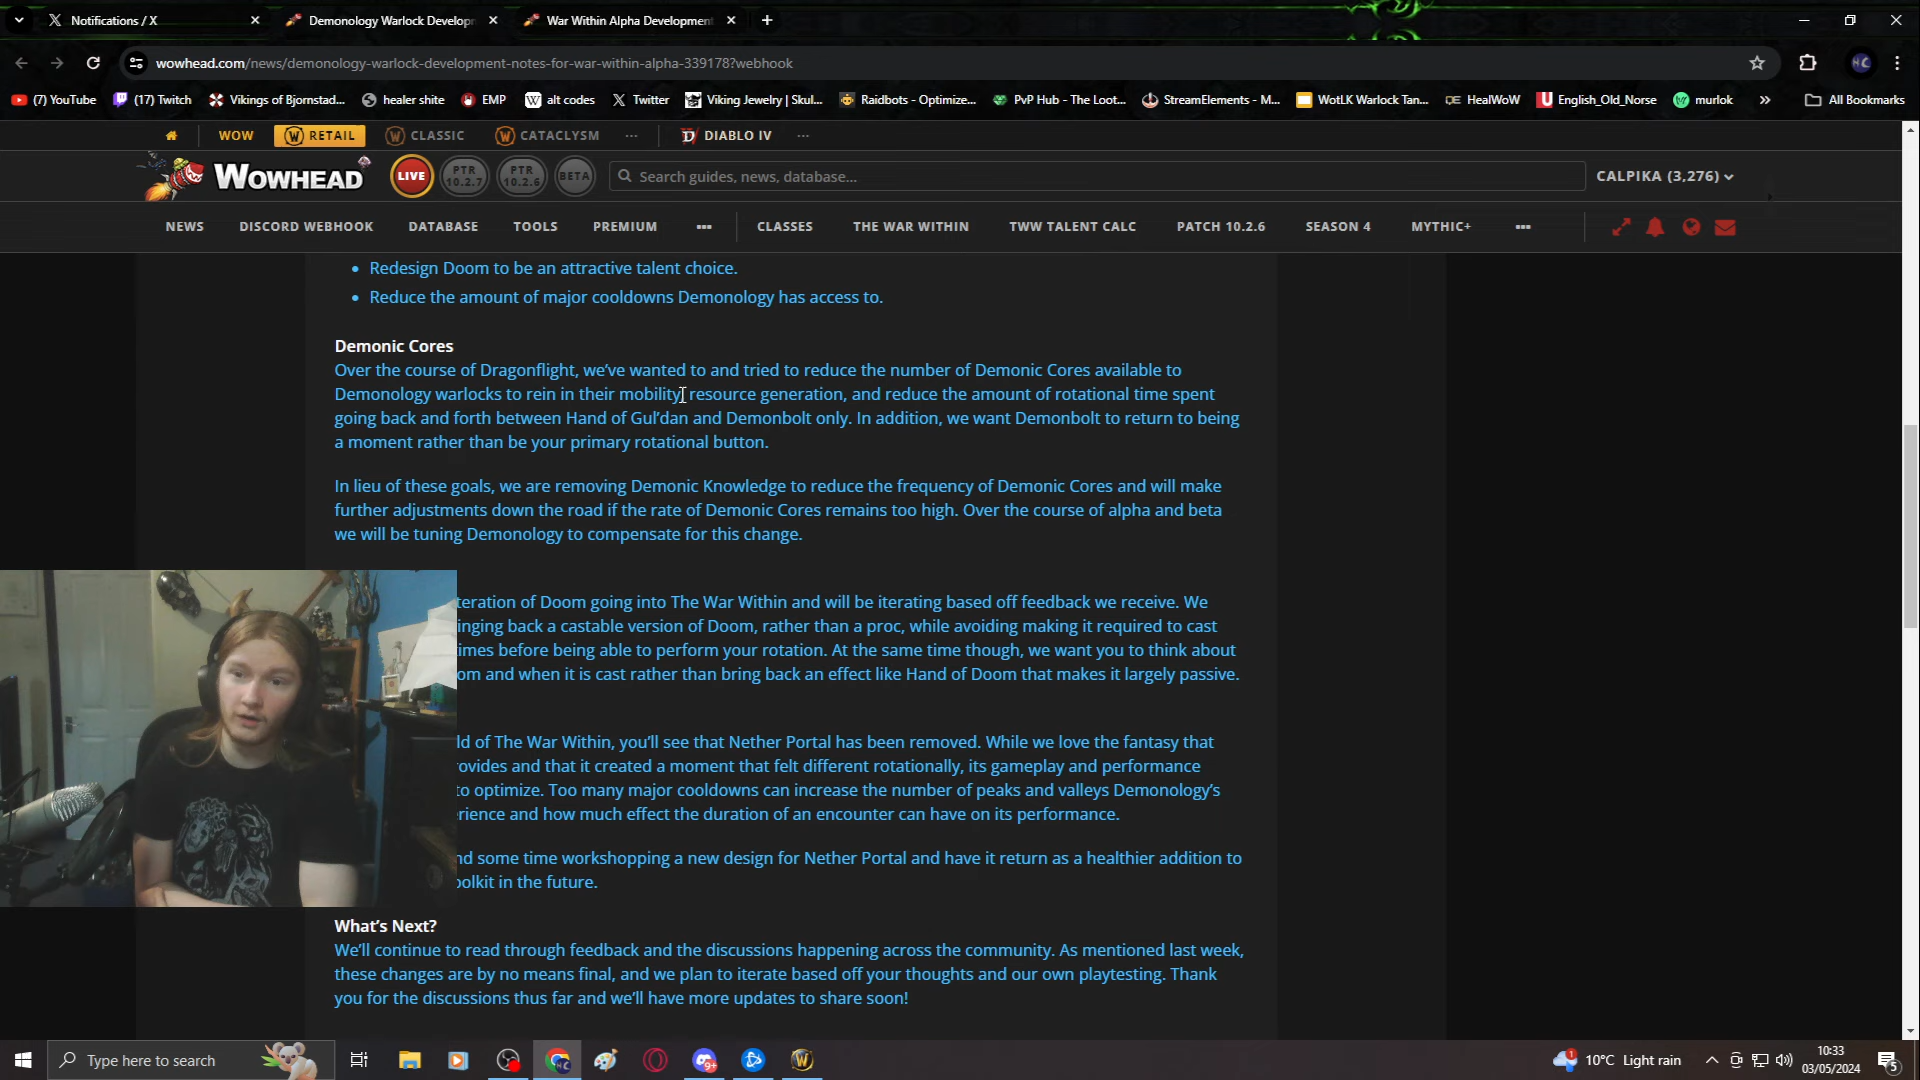 Notifications / X
Demonology Warlock Develop
War Within Alpha Development
wowhead.com/news/demonology-warlock-development-notes-for-war-within-alpha-339178?webhook
(7) YouTube (17) Twitch Vikings of Bjornstad... healer shite EMP alt codes Twitter Viking Jewelry | Skul... Raidbots - Optimize... PvP Hub - The Loot... StreamElements - M... WotLK Warlock Tan... HealWoW English_Old_Norse murlok » All Bookmarks
WOW RETAIL CLASSIC CATACLYSM ... DIABLO IV ...
WOWHEAD LIVE PTR 10.2.7 PTR 10.2.6 BETA Search guides, news, database... CALPIKA (3,276)
NEWS DISCORD WEBHOOK DATABASE TOOLS PREMIUM ... CLASSES THE WAR WITHIN TWW TALENT CALC PATCH 10.2.6 SEASON 4 MYTHIC+ ...
• Redesign Doom to be an attractive talent choice.
• Reduce the amount of major cooldowns Demonology has access to.
Demonic Cores
Over the course of Dragonflight, we've wanted to and tried to reduce the number of Demonic Cores available to
Demonology warlocks to rein in their mobility, resource generation, and reduce the amount of rotational time spent
going back and forth between Hand of Gul'dan and Demonbolt only. In addition, we want Demonbolt to return to being
a moment rather than be your primary rotational button.
In lieu of these goals, we are removing Demonic Knowledge to reduce the frequency of Demonic Cores and will make
further adjustments down the road if the rate of Demonic Cores remains too high. Over the course of alpha and beta
we will be tuning Demonology to compensate for this change.
teration of Doom going into The War Within and will be iterating based off feedback we receive. We
inging back a castable version of Doom, rather than a proc, while avoiding making it required to cast
imes before being able to perform your rotation. At the same time though, we want you to think about
om and when it is cast rather than bring back an effect like Hand of Doom that makes it largely passive.
ld of The War Within, you'll see that Nether Portal has been removed. While we love the fantasy that
rovides and that it created a moment that felt different rotationally, its gameplay and performance
to optimize. Too many major cooldowns can increase the number of peaks and valleys Demonology's
rience and how much effect the duration of an encounter can have on its performance.
nd some time workshopping a new design for Nether Portal and have it return as a healthier addition to
oolkit in the future.
What's Next?
We'll continue to read through feedback and the discussions happening across the community. As mentioned last week,
these changes are by no means final, and we plan to iterate based off your thoughts and our own playtesting. Thank
you for the discussions thus far and we'll have more updates to share soon!
Type here to search
10°C Light rain
10:33
03/05/2024